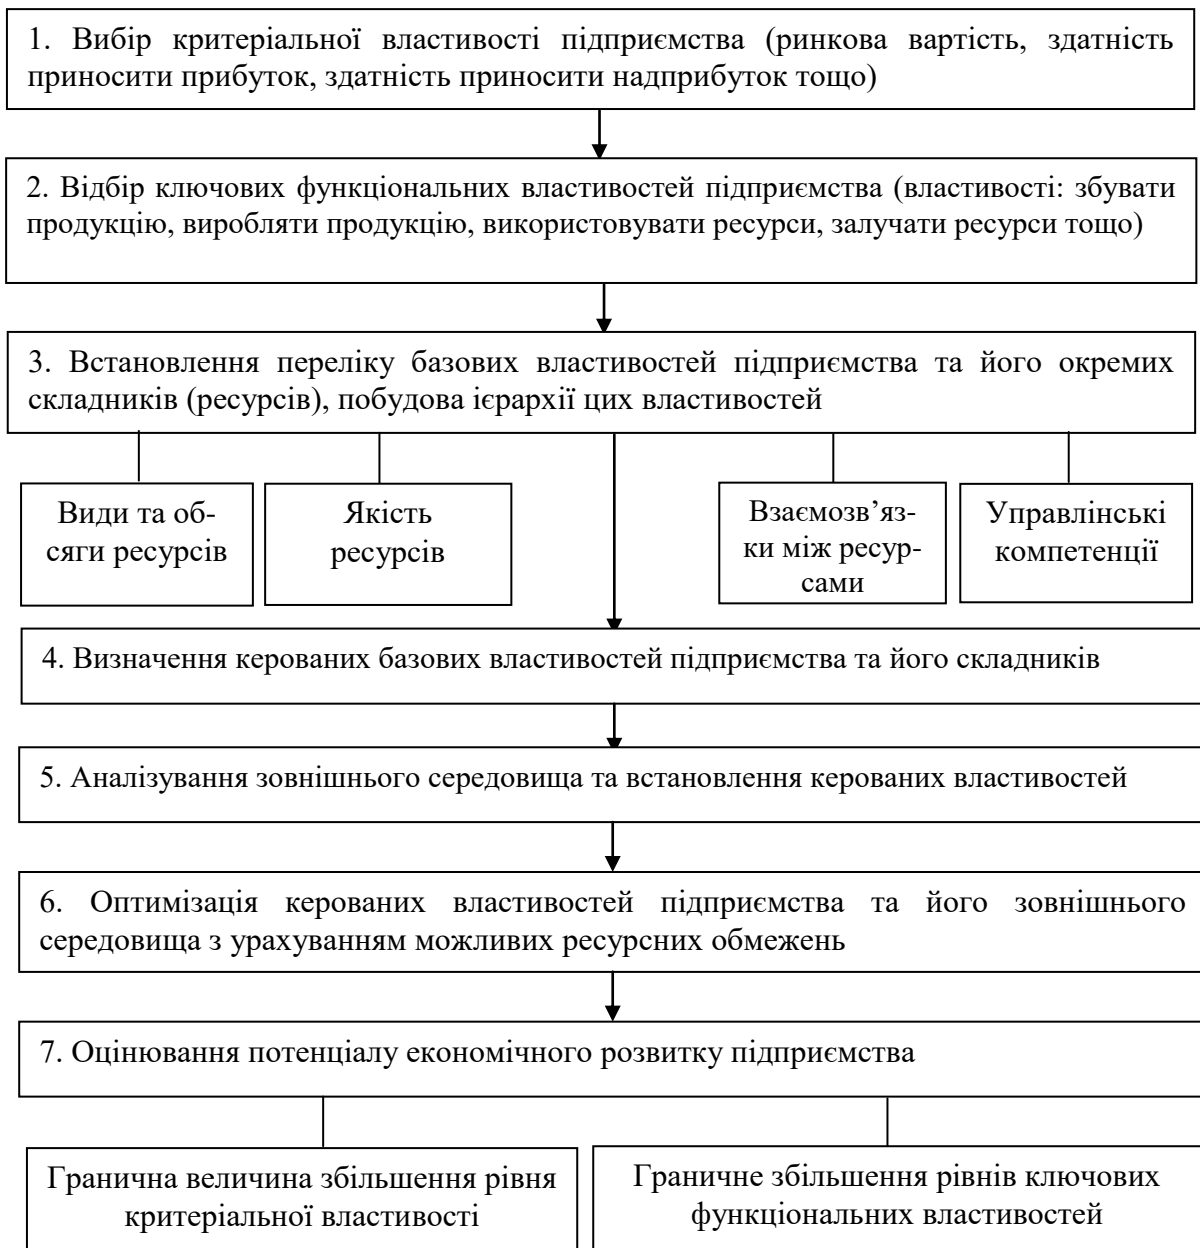 1. Вибір критеріальної властивості підприємства (ринкова вартість, здатність
приносити прибуток, здатність приносити надприбуток тощо)
2. Відбір ключових функціональних властивостей підприємства (властивості: збувати
продукцію, виробляти продукцію, використовувати ресурси, залучати ресурси тощо)
3. Встановлення переліку базових властивостей підприємства та його окремих
складників (ресурсів), побудова ієрархії цих властивостей
Види та об-
сяги ресурсів
Якість
ресурсів
Взаємозв'яз-
ки між ресур-
сами
Управлінські
компетенції
4. Визначення керованих базових властивостей підприємства та його складників
5. Аналізування зовнішнього середовища та встановлення керованих властивостей
6. Оптимізація керованих властивостей підприємства та його зовнішнього
середовища з урахуванням можливих ресурсних обмежень
7. Оцінювання потенціалу економічного розвитку підприємства
Гранична величина збільшення рівня
критеріальної властивості
Граничне збільшення рівнів ключових
функціональних властивостей